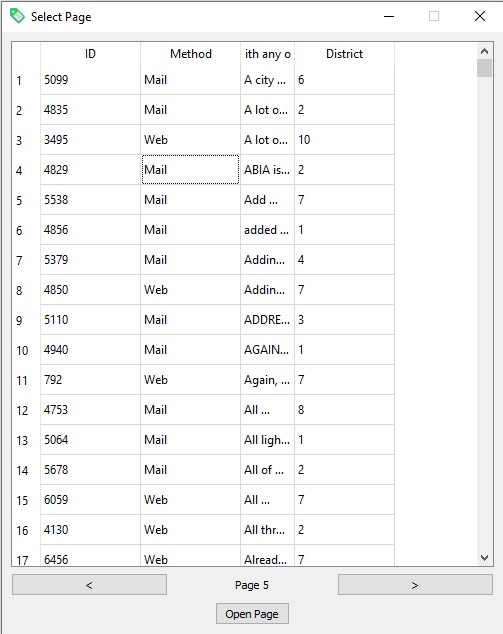 Select Page
ID Method ith any o District
1 5099 Mail A city ... 6
2 4835 Mail A lot o... 2
3 3495 Web A lot o... 10
4 4829 Mail ABIA is... 2
5 5538 Mail Add ... 7
6 4856 Mail added ... 1
7 5379 Mail Addin... 4
8 4850 Web Addin... 7
9 5110 Mail ADDRE... 3
10 4940 Mail AGAIN... 1
11 792 Web Again, ... 7
12 4753 Mail All ... 8
13 5064 Mail All ligh... 1
14 5678 Mail All of ... 2
15 6059 Web All ... 7
16 4130 Web All thr... 2
17 6456 Web Alread... 7
< Page 5 >
Open Page